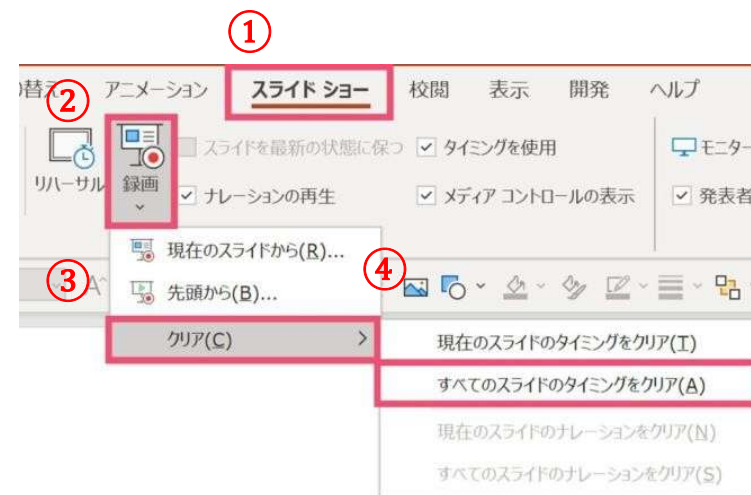 ①
替え アニメーション スライド ショー 校閲 表示 開発 ヘルプ
②
スライドを最新の状態に保つ タイミングを使用 モニター
リハーサル 録画 ナレーションの再生 メディア コントロールの表示 発表者
現在のスライドから(R)...
③ A ④
先頭から(B)...
クリア(C) 現在のスライドのタイミングをクリア(T)
すべてのスライドのタイミングをクリア(A)
現在のスライドのナレーションをクリア(N)
すべてのスライドのナレーションをクリア(S)